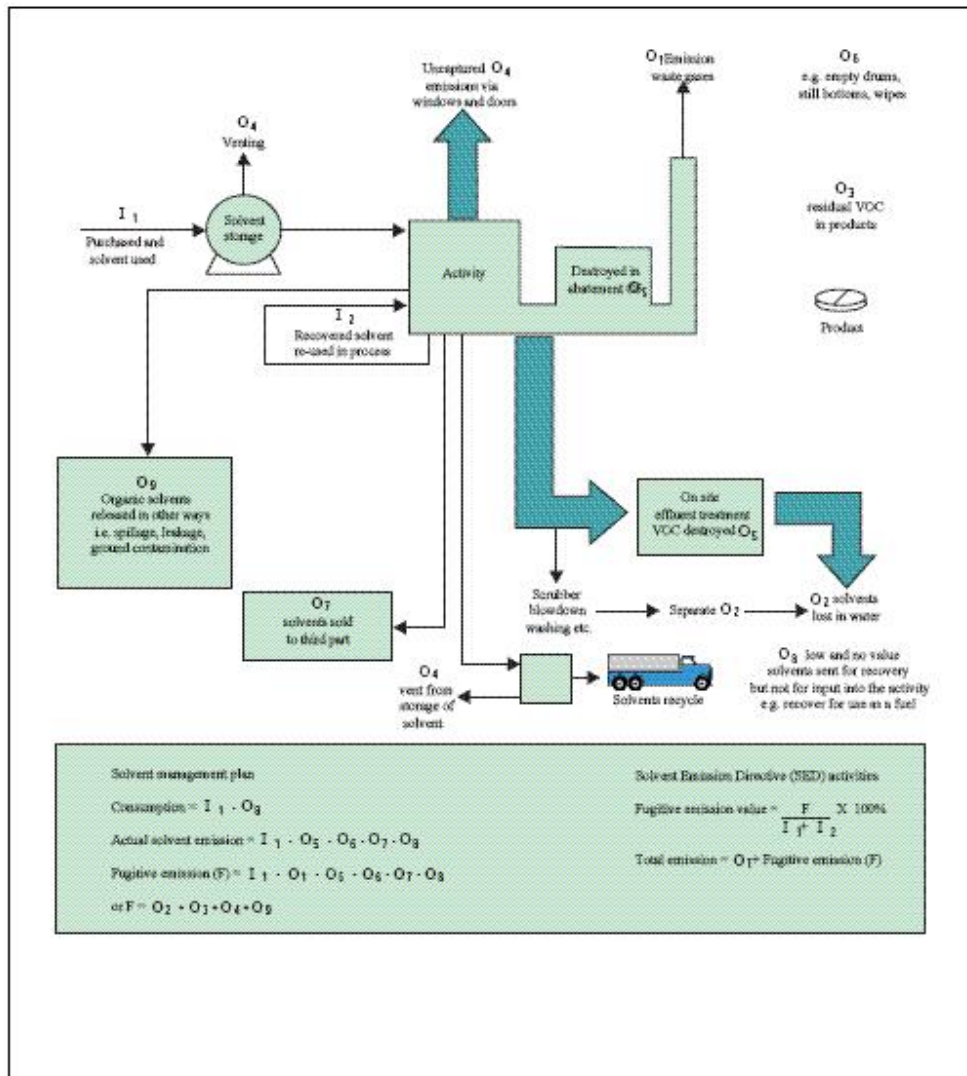 Uncaptured O4
emissions via
windows and doors
O1 Emission
waste gases
O6
e.g. empty drums,
still bottoms, wipes
O4
Venting
I 1
Purchased and
solvent used
Solvent
storage
Activity
Destroyed in
abatement O5
O3
residual VOC
in products
Product
I 2
Recovered solvent
re-used in process
O9
Organic solvents
released in other ways
i.e. spillage, leakage,
ground contamination
On site
effluent treatment
VOC destroyed O5
O7
solvents sold
to third part
Scrubber
blowdown
washing etc.
Separate O2
O2 solvents
lost in water
O4
vent from
storage of
solvent
Solvents recycle
O8 low and no value
solvents sent for recovery
but not for input into the activity
e.g. recover for use as a fuel
Solvent management plan
Consumption = I 1 - O8
Actual solvent emission = I 1 - O5 - O6 - O7 - O8
Fugitive emission (F) = I 1 - O1 - O5 - O6 - O7 - O8
or F = O2 + O3 + O4 + O9
Solvent Emission Directive (SED) activities
Fugitive emission value = F X 100%
I 1 + I 2
Total emission = O1 + Fugitive emission (F)